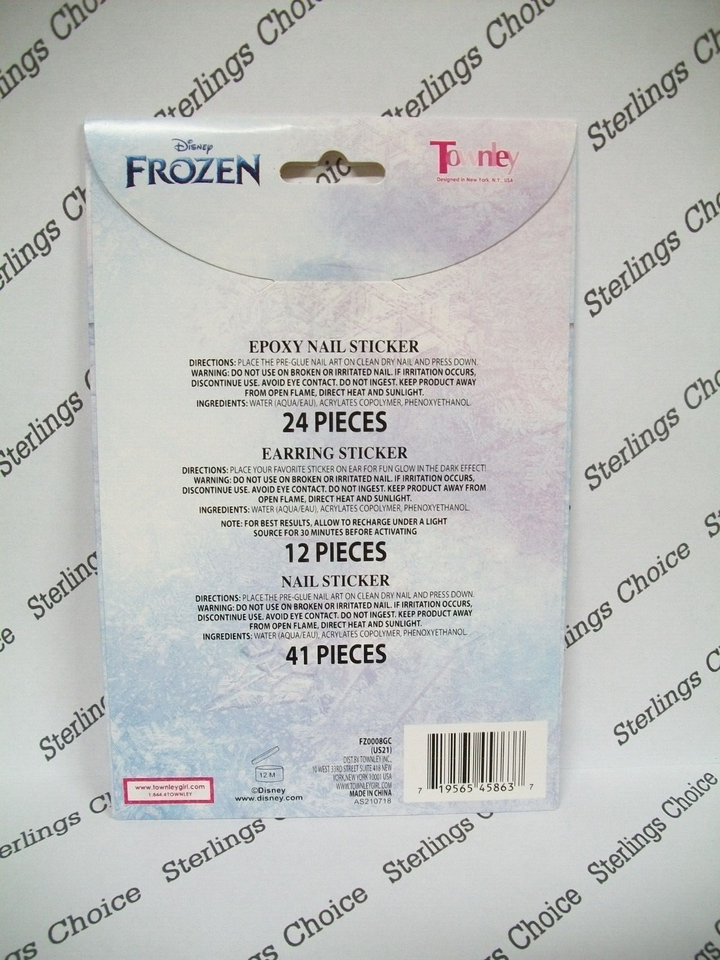 Disney
FROZEN
Townley
Designed in New York, N.Y., USA
EPOXY NAIL STICKER
DIRECTIONS: PLACE THE PRE-GLUE NAIL ART ON CLEAN DRY NAIL AND PRESS DOWN.
WARNING: DO NOT USE ON BROKEN OR IRRITATED NAIL. IF IRRITATION OCCURS,
DISCONTINUE USE. AVOID EYE CONTACT. DO NOT INGEST. KEEP PRODUCT AWAY
FROM OPEN FLAME, DIRECT HEAT AND SUNLIGHT.
INGREDIENTS: WATER (AQUA/EAU), ACRYLATES COPOLYMER, PHENOXYETHANOL.
24 PIECES
EARRING STICKER
DIRECTIONS: PLACE YOUR FAVORITE STICKER ON EAR FOR FUN GLOW IN THE DARK EFFECT!
WARNING: DO NOT USE ON BROKEN OR IRRITATED NAIL. IF IRRITATION OCCURS,
DISCONTINUE USE. AVOID EYE CONTACT. DO NOT INGEST. KEEP PRODUCT AWAY FROM
OPEN FLAME, DIRECT HEAT AND SUNLIGHT.
INGREDIENTS: WATER (AQUA/EAU), ACRYLATES COPOLYMER, PHENOXYETHANOL.
NOTE: FOR BEST RESULTS, ALLOW TO RECHARGE UNDER A LIGHT
SOURCE FOR 30 MINUTES BEFORE ACTIVATING
12 PIECES
NAIL STICKER
DIRECTIONS: PLACE THE PRE-GLUE NAIL ART ON CLEAN DRY NAIL AND PRESS DOWN.
WARNING: DO NOT USE ON BROKEN OR IRRITATED NAIL. IF IRRITATION OCCURS,
DISCONTINUE USE. AVOID EYE CONTACT. DO NOT INGEST. KEEP PRODUCT AWAY
FROM OPEN FLAME, DIRECT HEAT AND SUNLIGHT.
INGREDIENTS: WATER (AQUA/EAU), ACRYLATES COPOLYMER, PHENOXYETHANOL.
41 PIECES
www.townleygirl.com
1.844.4TOWNLEY
12 M
©Disney
www.disney.com
FZ0008GC
(US21)
DIST.BY TOWNLEY INC.,
10 WEST 33RD STREET SUITE 418 NEW
YORK, NEW YORK 10001 USA
WWW.TOWNLEYGIRL.COM
MADE IN CHINA
AS210718
7 19565 45863 7
Sterlings Choice
Sterlings Choice
Sterlings Choice
Sterlings Choice
Sterlings Choice
Sterlings Choice